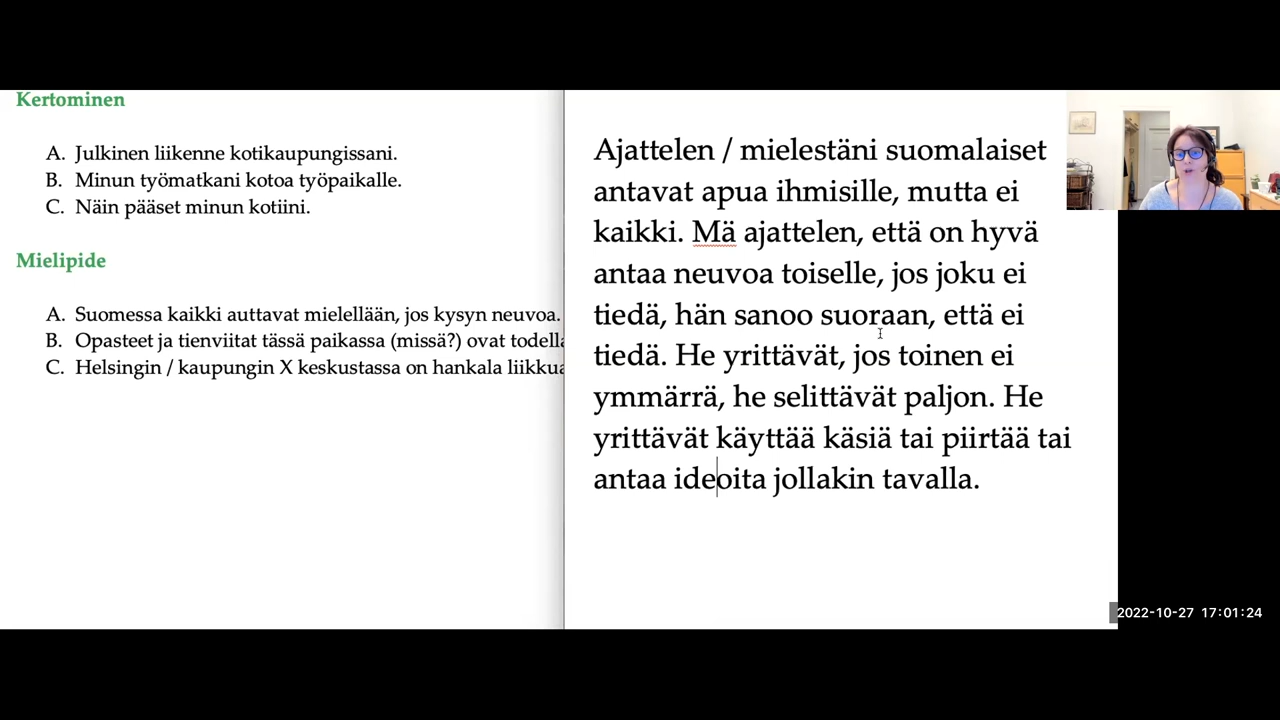 Kertominen
A. Julkinen liikenne kotikaupungissani.
B. Minun työmatkani kotoa työpaikalle.
C. Näin pääset minun kotiini.
Mielipide
A. Suomessa kaikki auttavat mielellään, jos kysyn neuvoa.
B. Opasteet ja tienviitat tässä paikassa (missä?) ovat
C. Helsingin / kaupungin X keskustassa on hankala
Ajattelen / mielestäni suomalaiset
antavat apua ihmisille, mutta ei
kaikki. Mä ajattelen, että on hyvä
antaa neuvoa toiselle, jos joku ei
tiedä, hän sanoo suoraan, että ei
tiedä. He yrittävät, jos toinen ei
ymmärrä, he selittävät paljon. He
yrittävät käyttää käsiä tai piirtää tai
antaa ideoita jollakin tavalla.
2022-10-27 17:01:24